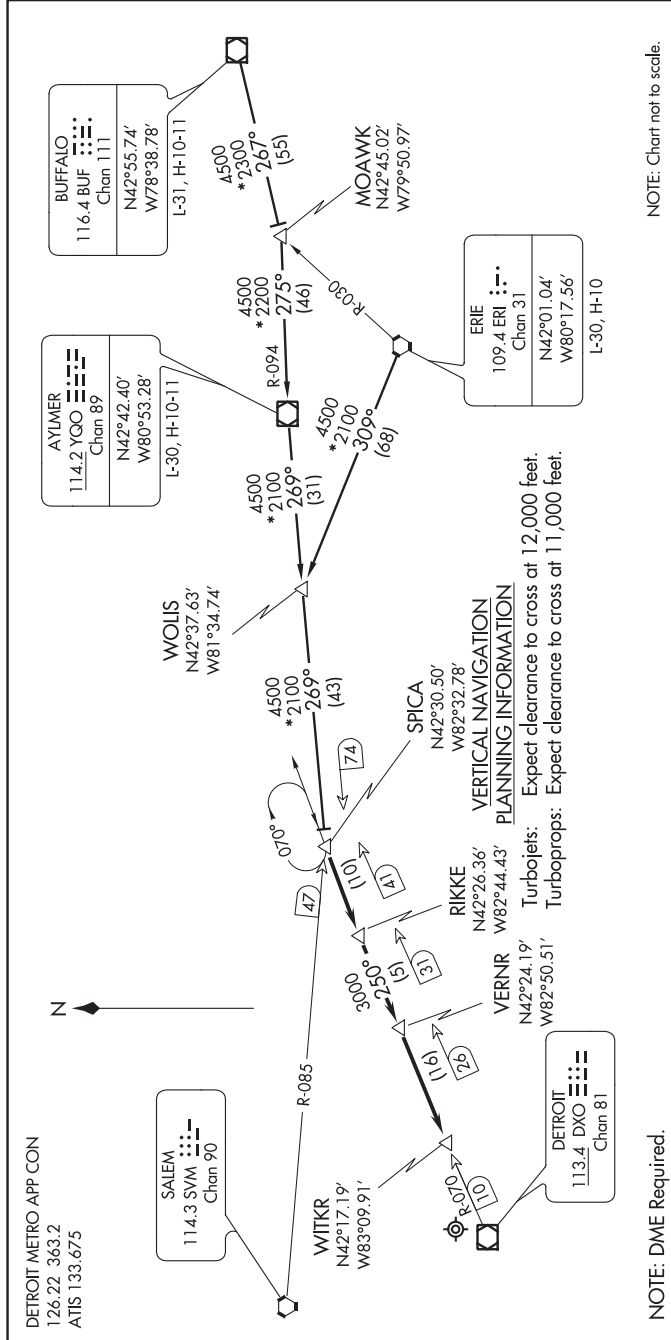 DETROIT METRO APP CON
126.22 363.2
ATIS 133.675
N
SALEM
114.3 SVM
Chan 90
AYLMER
114.2 YQO
Chan 89
N42°42.40'
W80°53.28'
L-30, H-10-11
BUFFALO
116.4 BUF
Chan 111
N42°55.74'
W78°38.78'
L-31, H-10-11
4500
*2300
267°
(55)
MOAWK
N42°45.02'
W79°50.97'
4500
*2200
275°
(46)
R-094
R-030
ERIE
109.4 ERI
Chan 31
N42°01.04'
W80°17.56'
L-30, H-10
4500
*2100
269°
(31)
4500
*2100
309°
(68)
WOLIS
N42°37.63'
W81°34.74'
4500
*2100
269°
(43)
74
070°
47
R-085
SPICA
N42°30.50'
W82°32.78'
VERTICAL NAVIGATION
PLANNING INFORMATION
Turbojets: Expect clearance to cross at 12,000 feet.
Turboprops: Expect clearance to cross at 11,000 feet.
(10)
41
RIKKE
N42°26.36'
W82°44.43'
3000
250°
(5)
31
VERNR
N42°24.19'
W82°50.51'
(16)
26
WITKR
N42°17.19'
W83°09.91'
R-070
10
DETROIT
113.4 DXO
Chan 81
NOTE: DME Required.
NOTE: Chart not to scale.